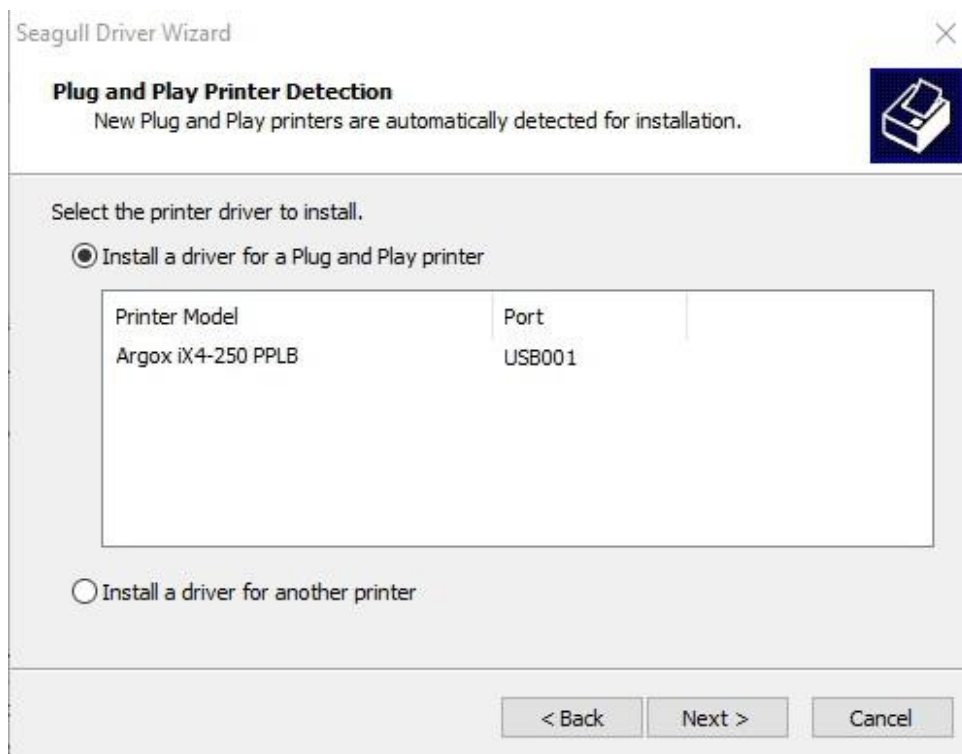 Seagull Driver Wizard
Plug and Play Printer Detection
New Plug and Play printers are automatically detected for installation.
Select the printer driver to install.
Install a driver for a Plug and Play printer
Printer Model Port
Argox iX4-250 PPLB USB001
Install a driver for another printer
< Back Next > Cancel